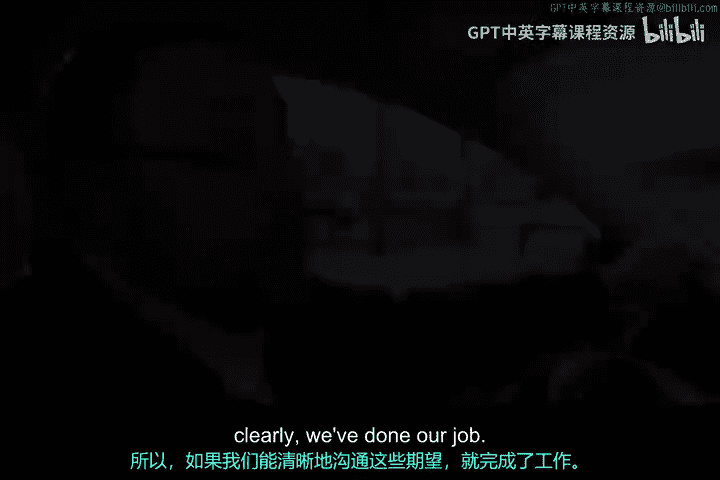 GPT中英字幕课程资源@bilibili.com
GPT中英字幕课程资源 bilibili
clearly, we've done our job.
所以，如果我们能清晰地沟通这些期望，就完成了工作。